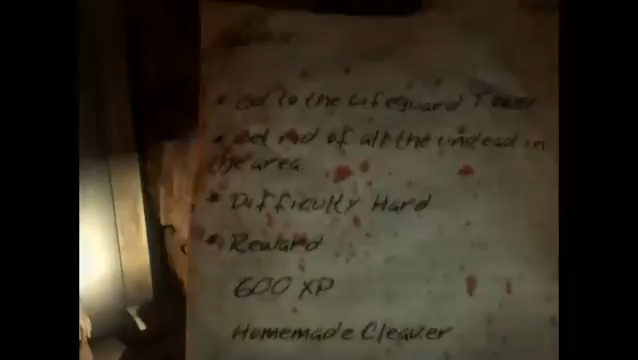 • Get to the Lifeguard Tower
• Get rid of all the undead in
the area.
• Difficulty Hard
• Reward
600 XP
Homemade Cleaver